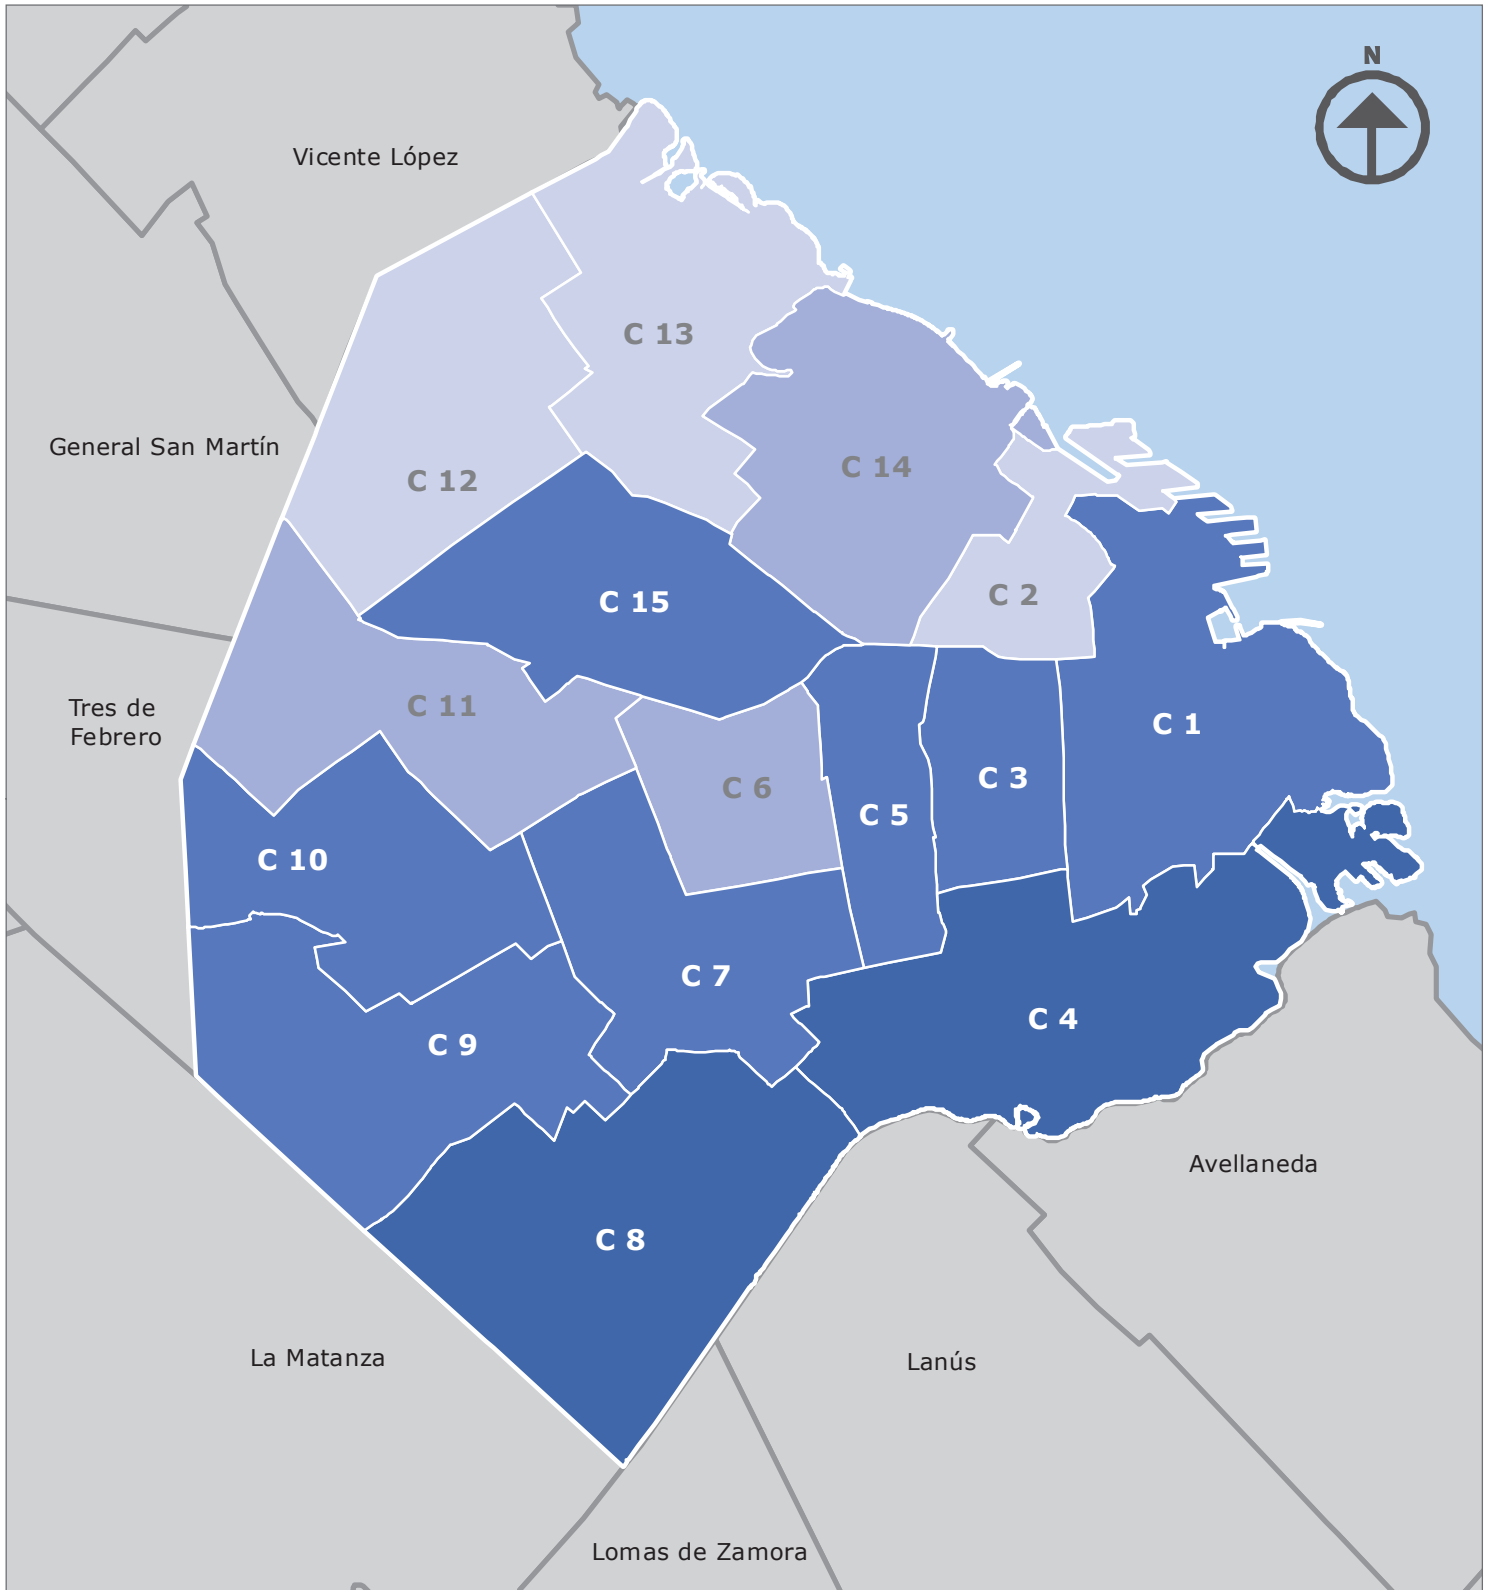 N
Vicente López
C 13
General San Martín
C 12
C 14
C 15
C 2
Tres de
Febrero
C 11
C 1
C 6
C 3
C 5
C 10
C 7
C 4
C 9
Avellaneda
C 8
La Matanza
Lanús
Lomas de Zamora